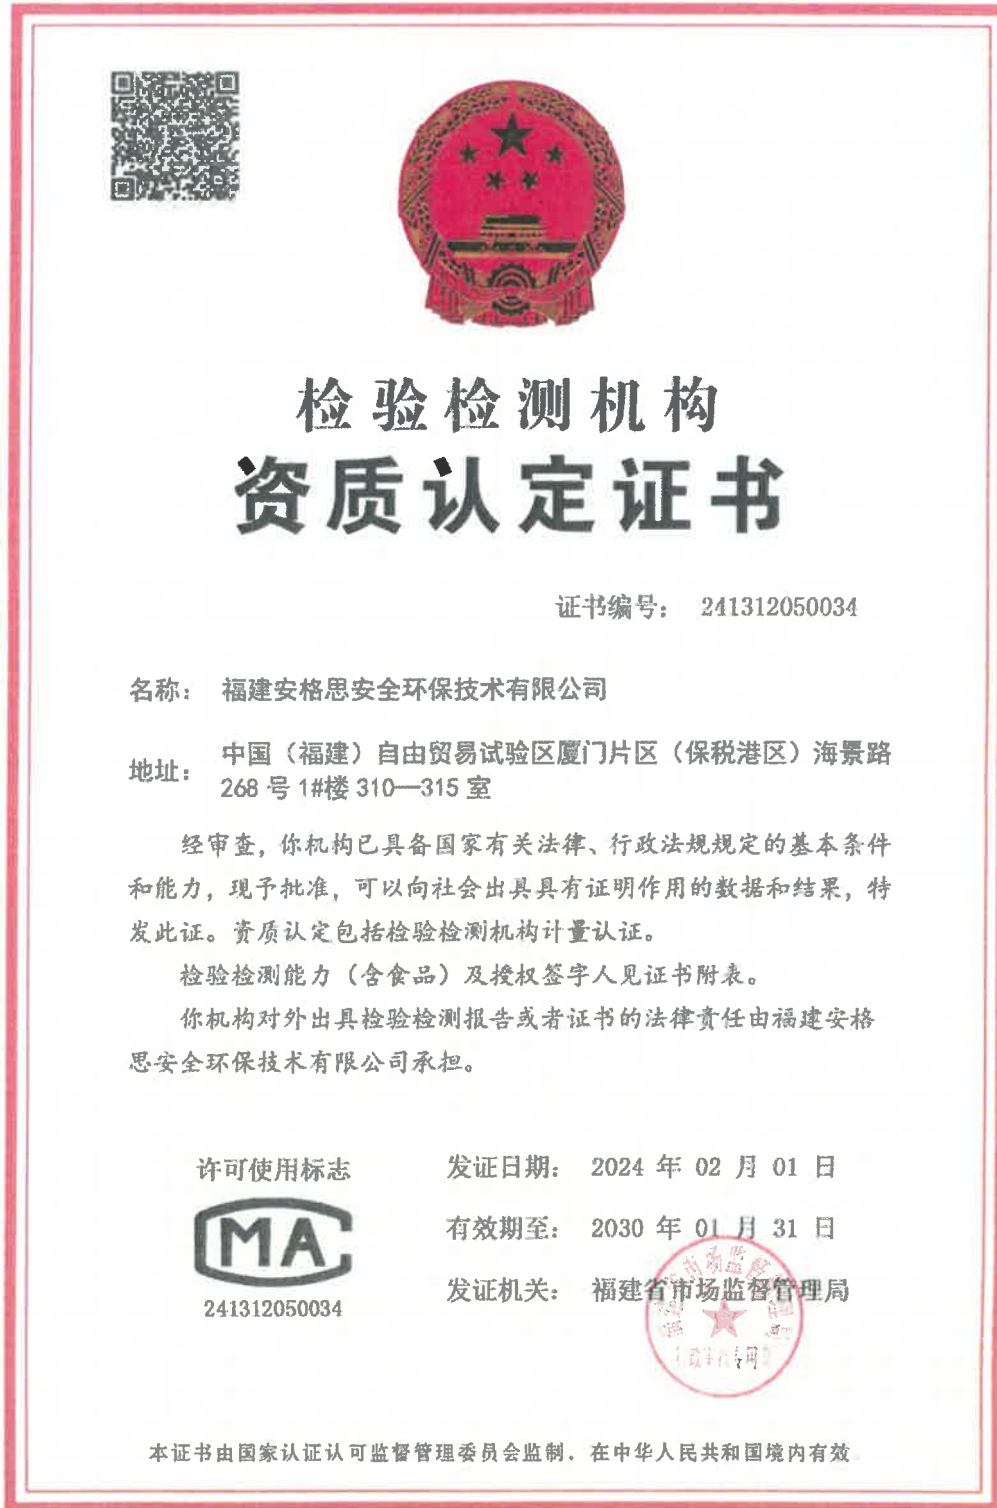 检验检测机构
资质认定证书
证书编号： 241312050034
名称： 福建安格思安全环保技术有限公司
地址： 中国（福建）自由贸易试验区厦门片区（保税港区）海景路
268 号 1#楼 310—315 室
经审查，你机构已具备国家有关法律、行政法规规定的基本条件
和能力，现予批准，可以向社会出具具有证明作用的数据和结果，特
发此证。资质认定包括检验检测机构计量认证。
检验检测能力（含食品）及授权签字人见证书附表。
你机构对外出具检验检测报告或者证书的法律责任由福建安格
思安全环保技术有限公司承担。
许可使用标志
MA
241312050034
发证日期： 2024 年 02 月 01 日
有效期至： 2030 年 01 月 31 日
发证机关： 福建省市场监督管理局
本证书由国家认证认可监督管理委员会监制．在中华人民共和国境内有效